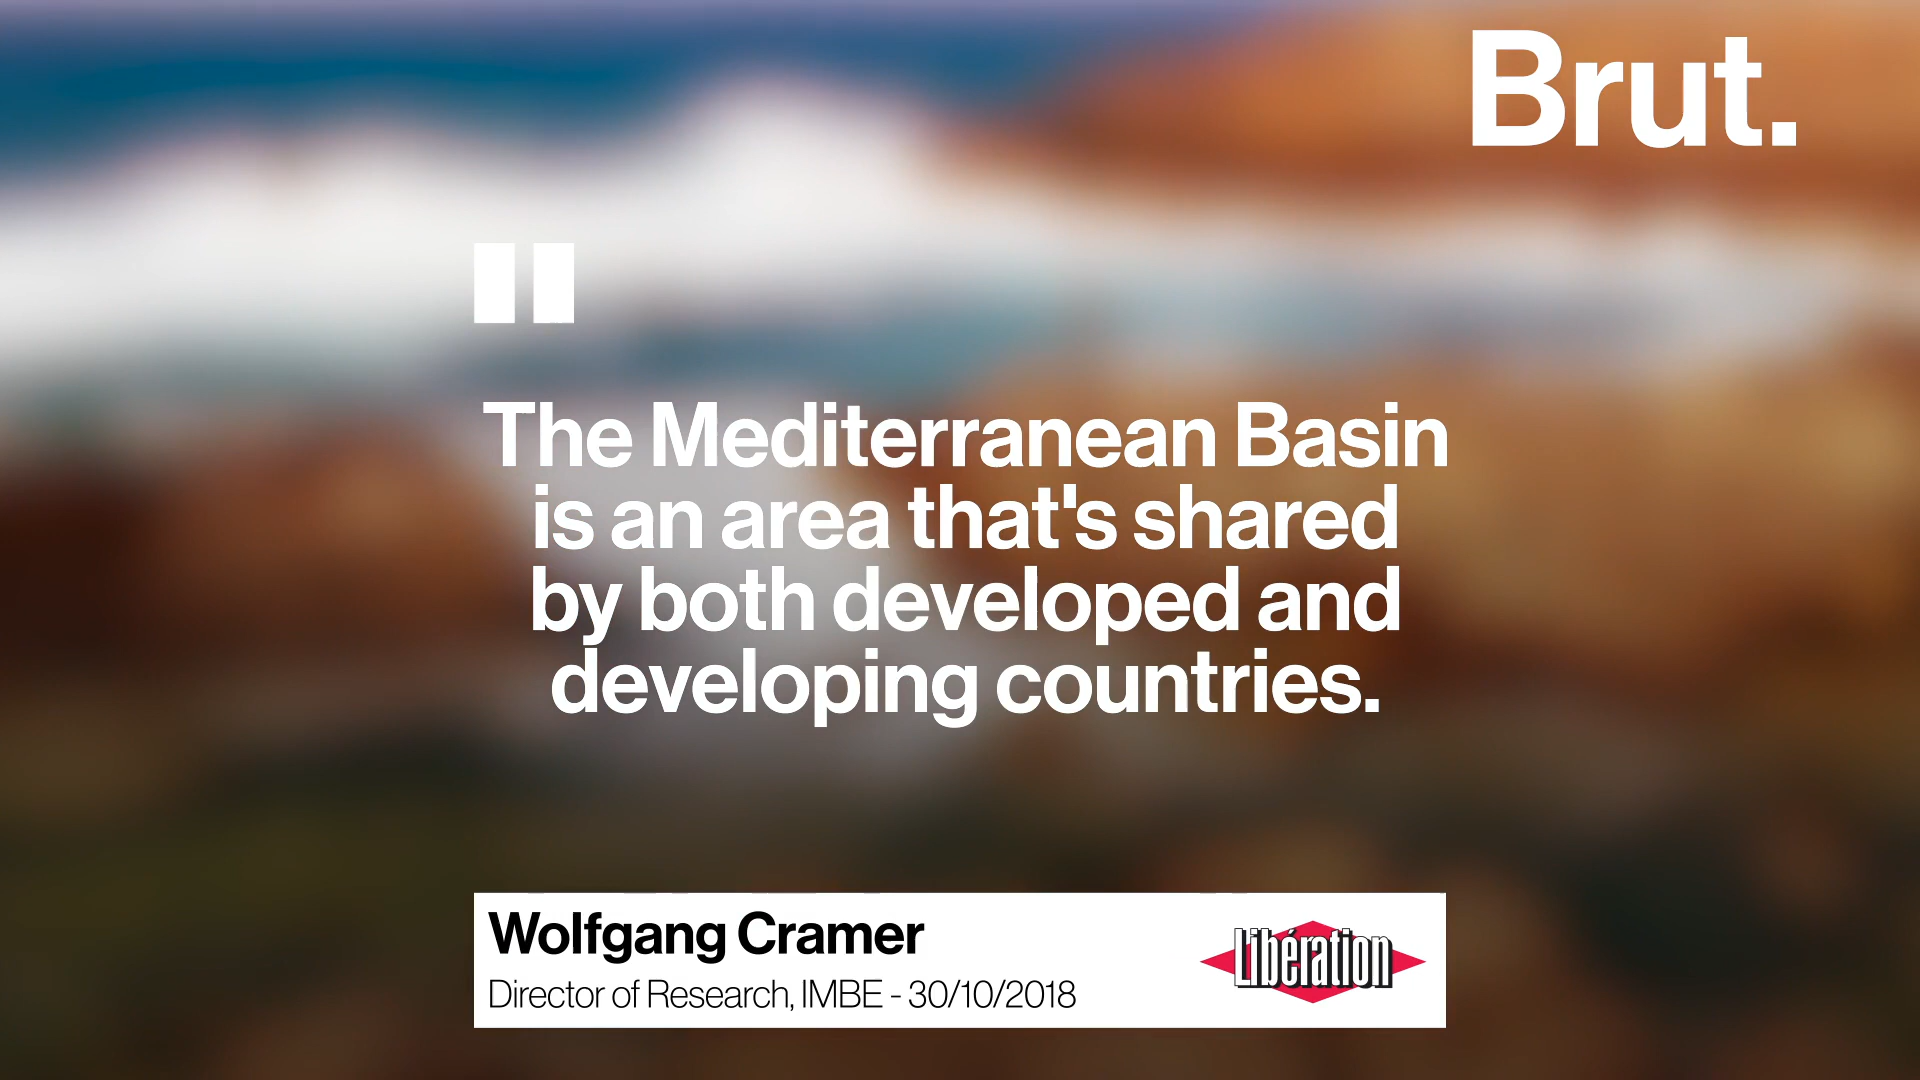 Brut.
"
The Mediterranean Basin
is an area that's shared
by both developed and
developing countries.
Wolfgang Cramer
Director of Research, IMBE - 30/10/2018
Libération